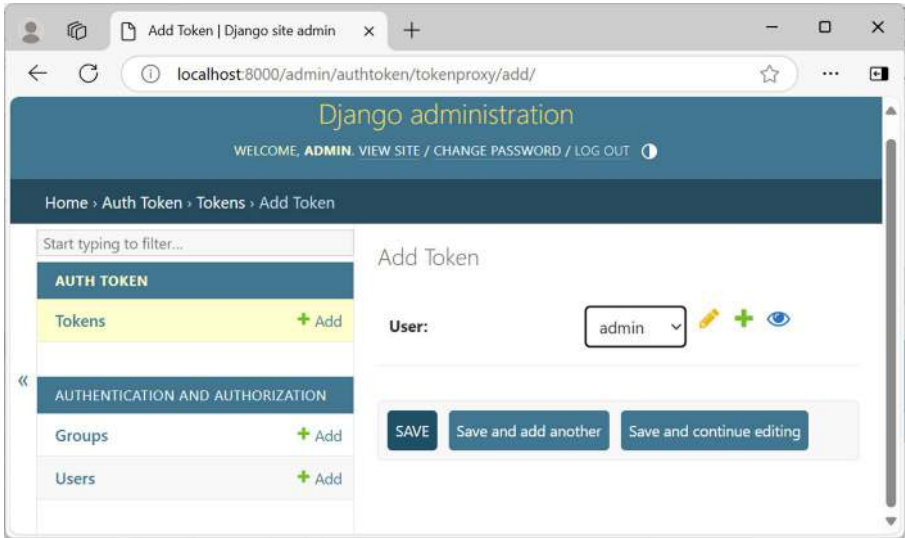 Add Token | Django site admin
localhost:8000/admin/authtoken/tokenproxy/add/
Django administration
WELCOME, ADMIN. VIEW SITE / CHANGE PASSWORD / LOG OUT
Home › Auth Token › Tokens › Add Token
Start typing to filter...
AUTH TOKEN
Tokens + Add
«
AUTHENTICATION AND AUTHORIZATION
Groups + Add
Users + Add
Add Token
User: admin
SAVE Save and add another Save and continue editing